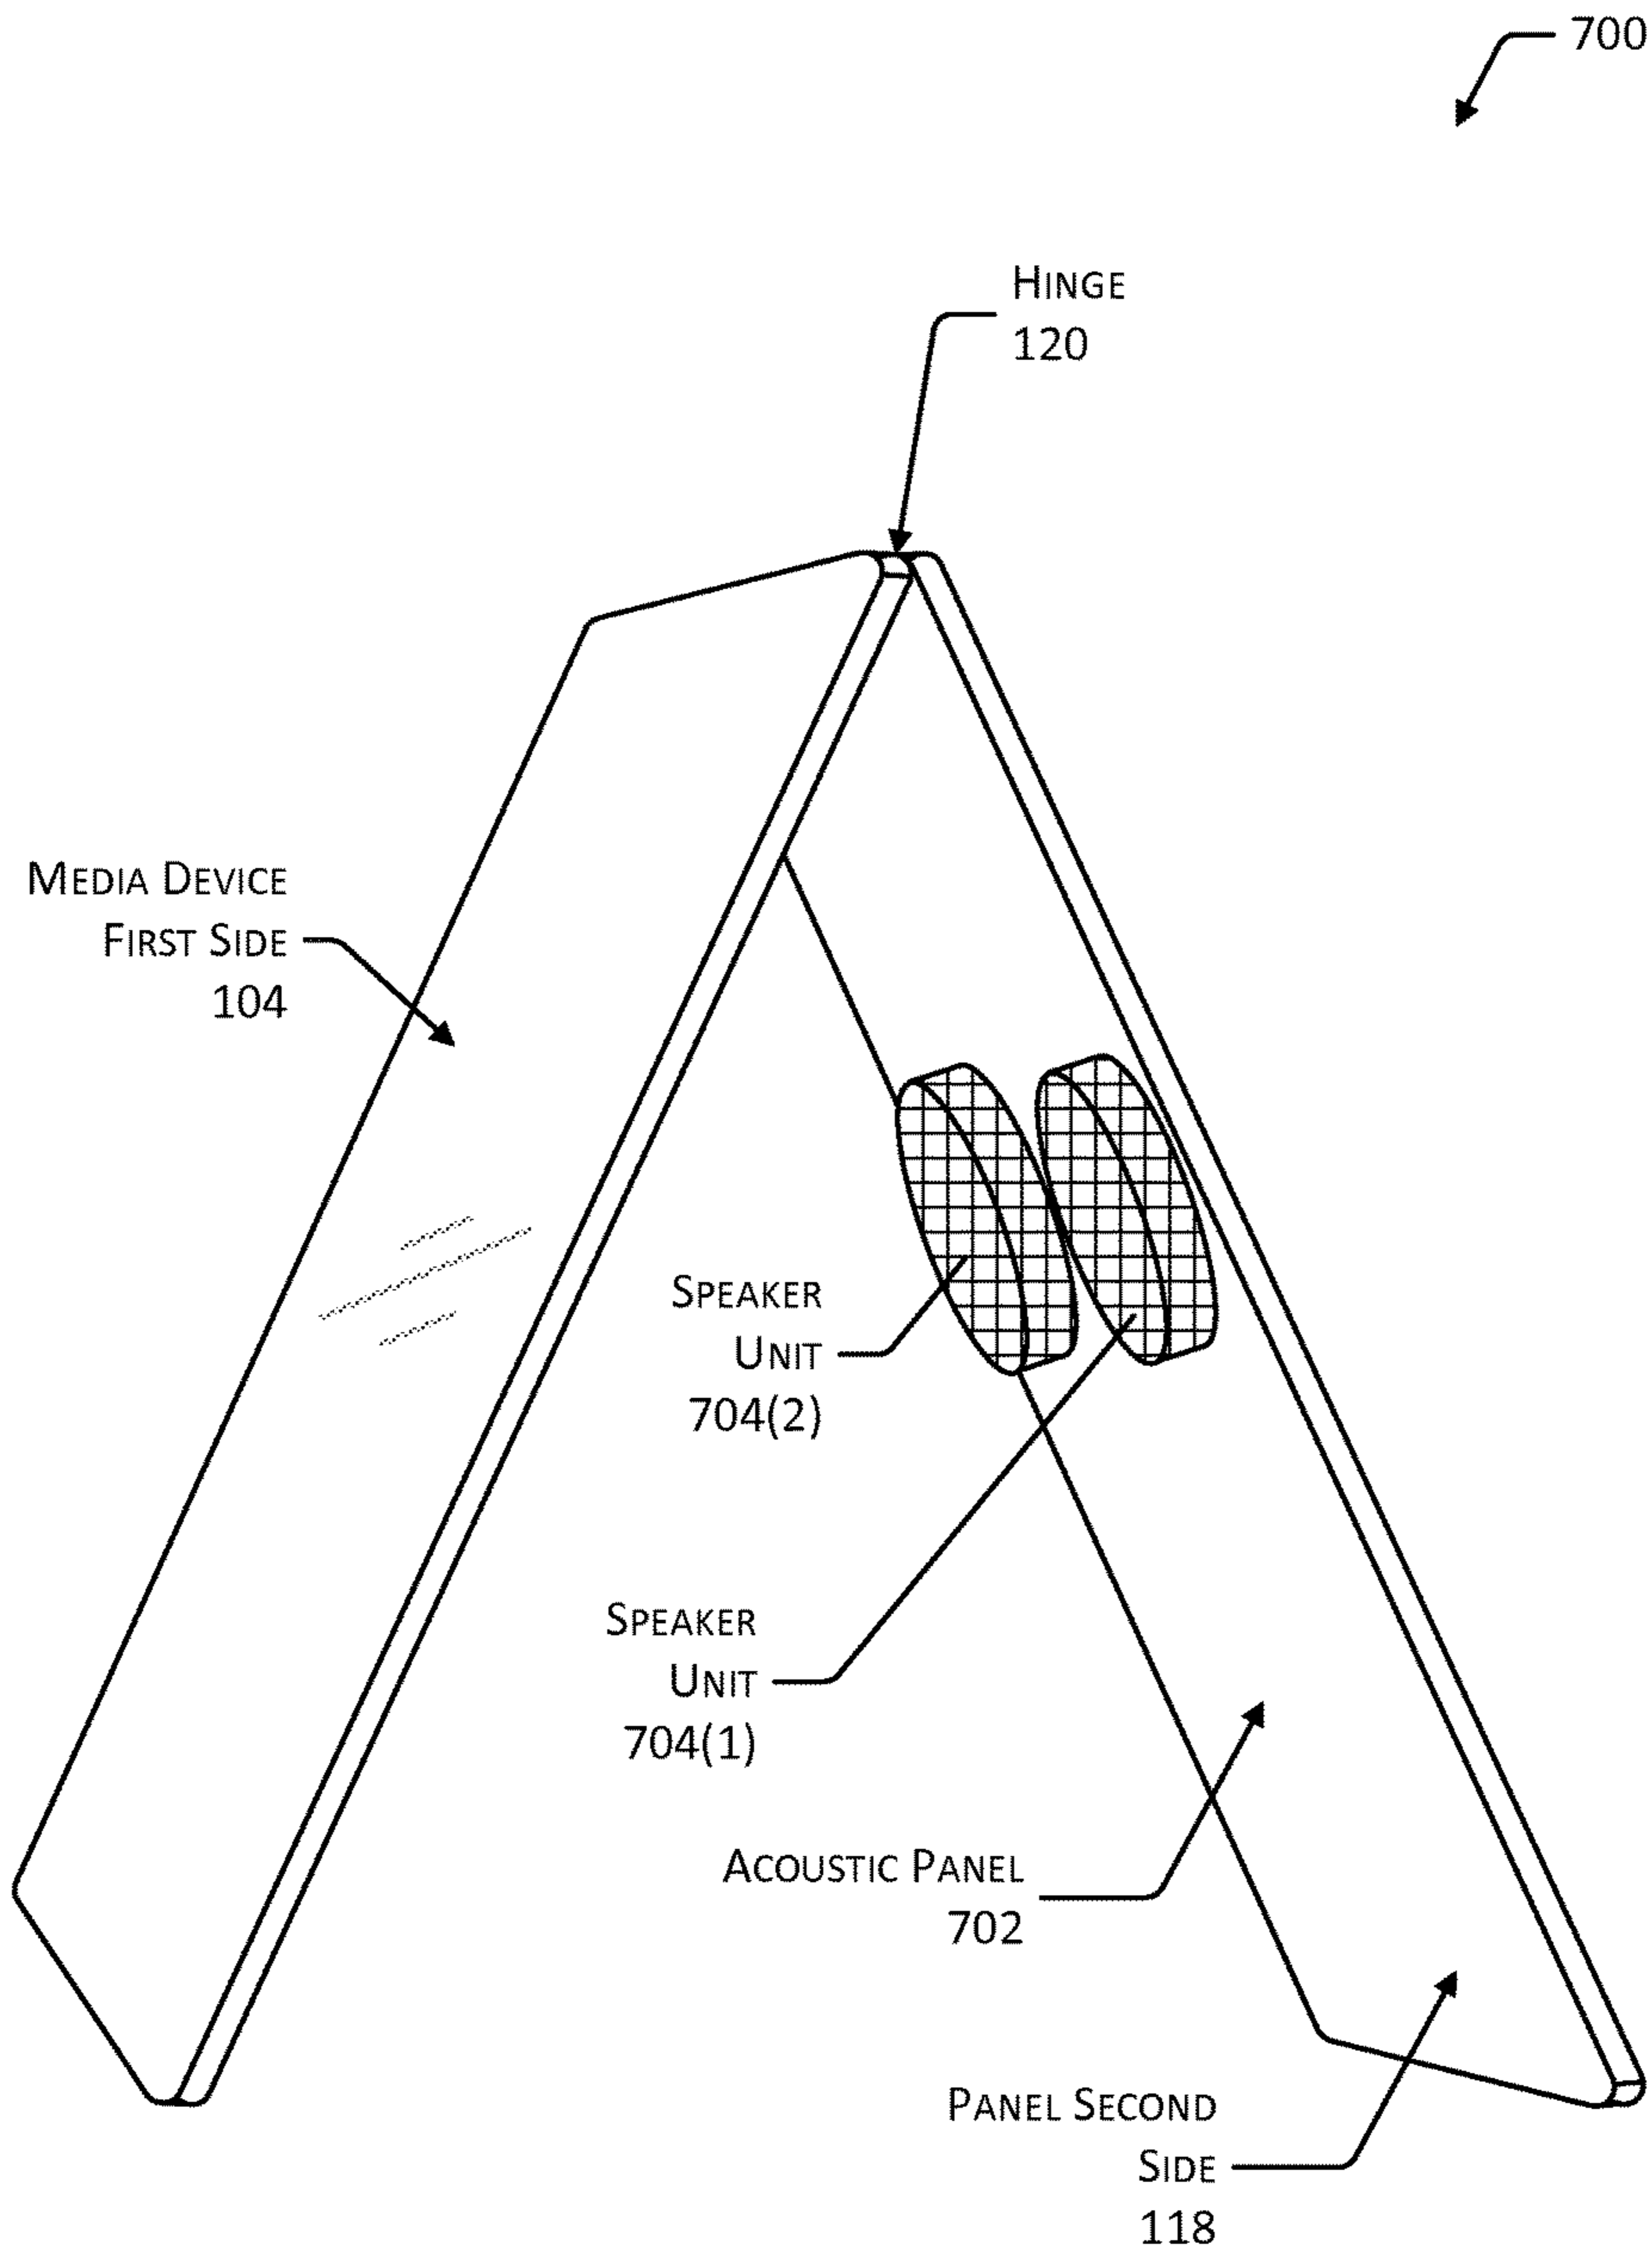 700
HINGE
120
MEDIA DEVICE
FIRST SIDE
104
SPEAKER
UNIT
704(2)
SPEAKER
UNIT
704(1)
ACOUSTIC PANEL
702
PANEL SECOND
SIDE
118